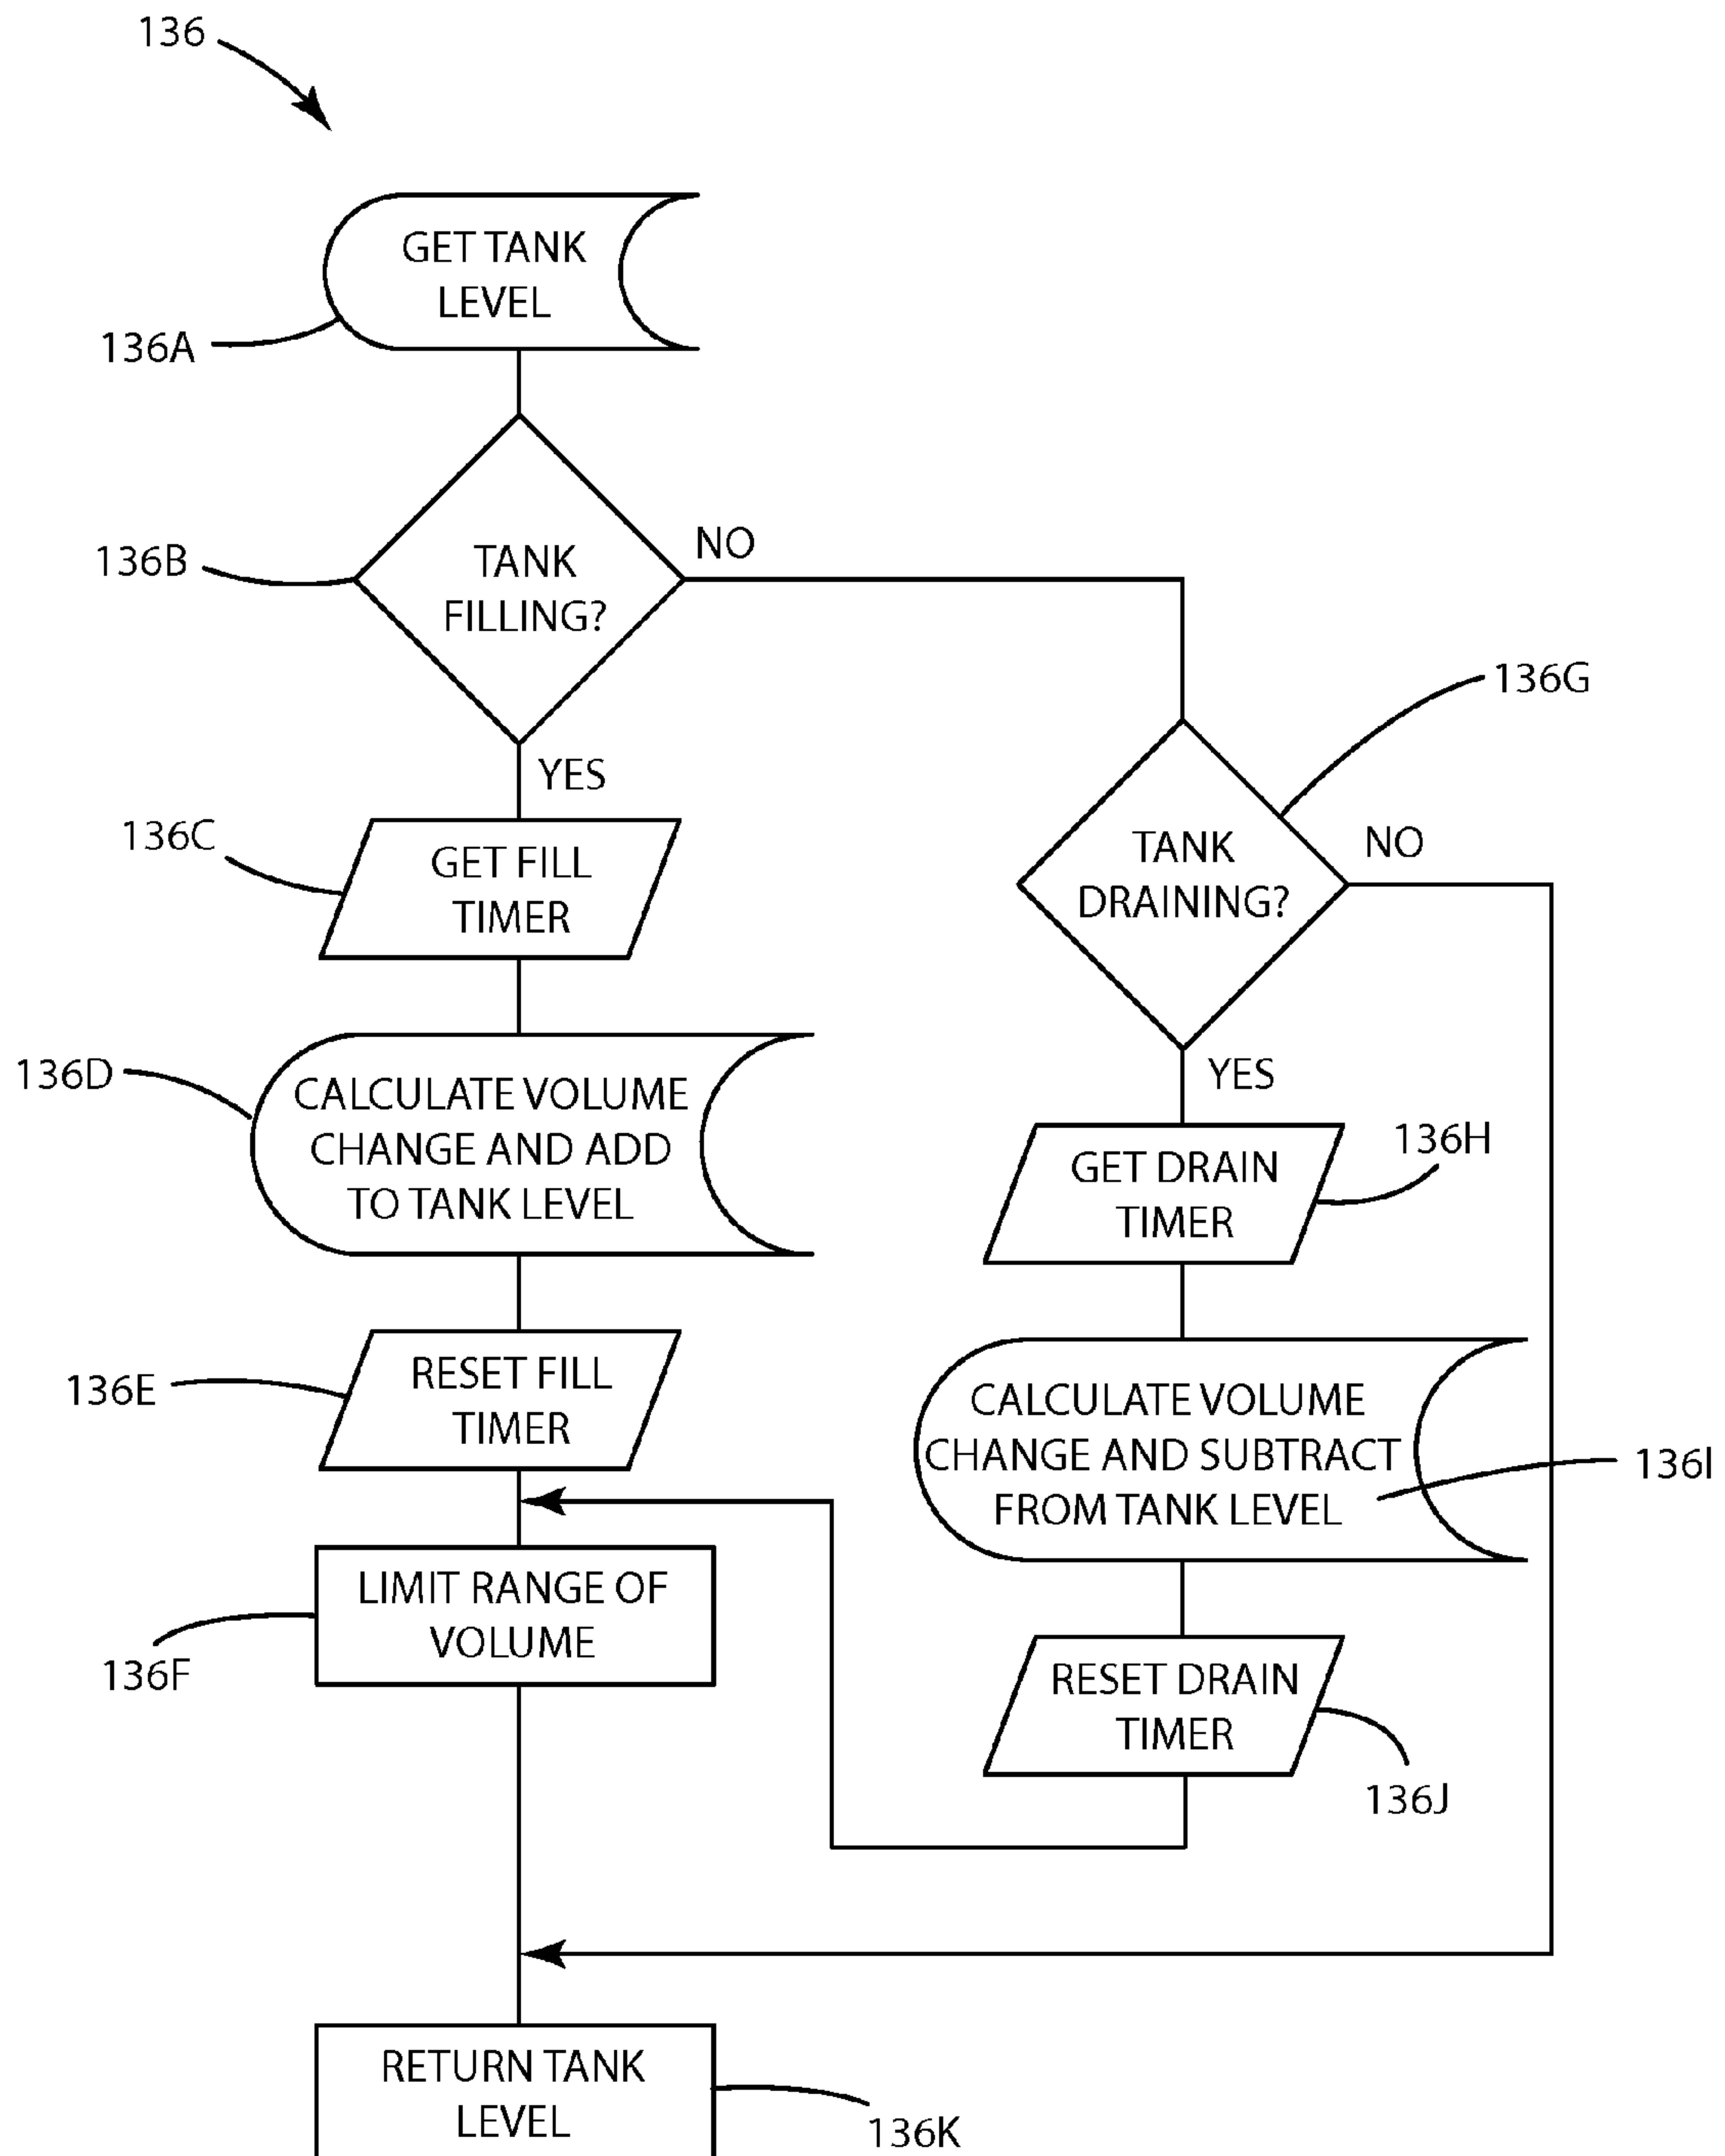 136
GET TANK
LEVEL
136A
TANK
FILLING?
136B
NO
YES
136G
136C
GET FILL
TIMER
TANK
DRAINING?
NO
YES
136D
CALCULATE VOLUME
CHANGE AND ADD
TO TANK LEVEL
136H
GET DRAIN
TIMER
136E
RESET FILL
TIMER
CALCULATE VOLUME
CHANGE AND SUBTRACT
FROM TANK LEVEL
136I
LIMIT RANGE OF
VOLUME
136F
RESET DRAIN
TIMER
136J
RETURN TANK
LEVEL
136K